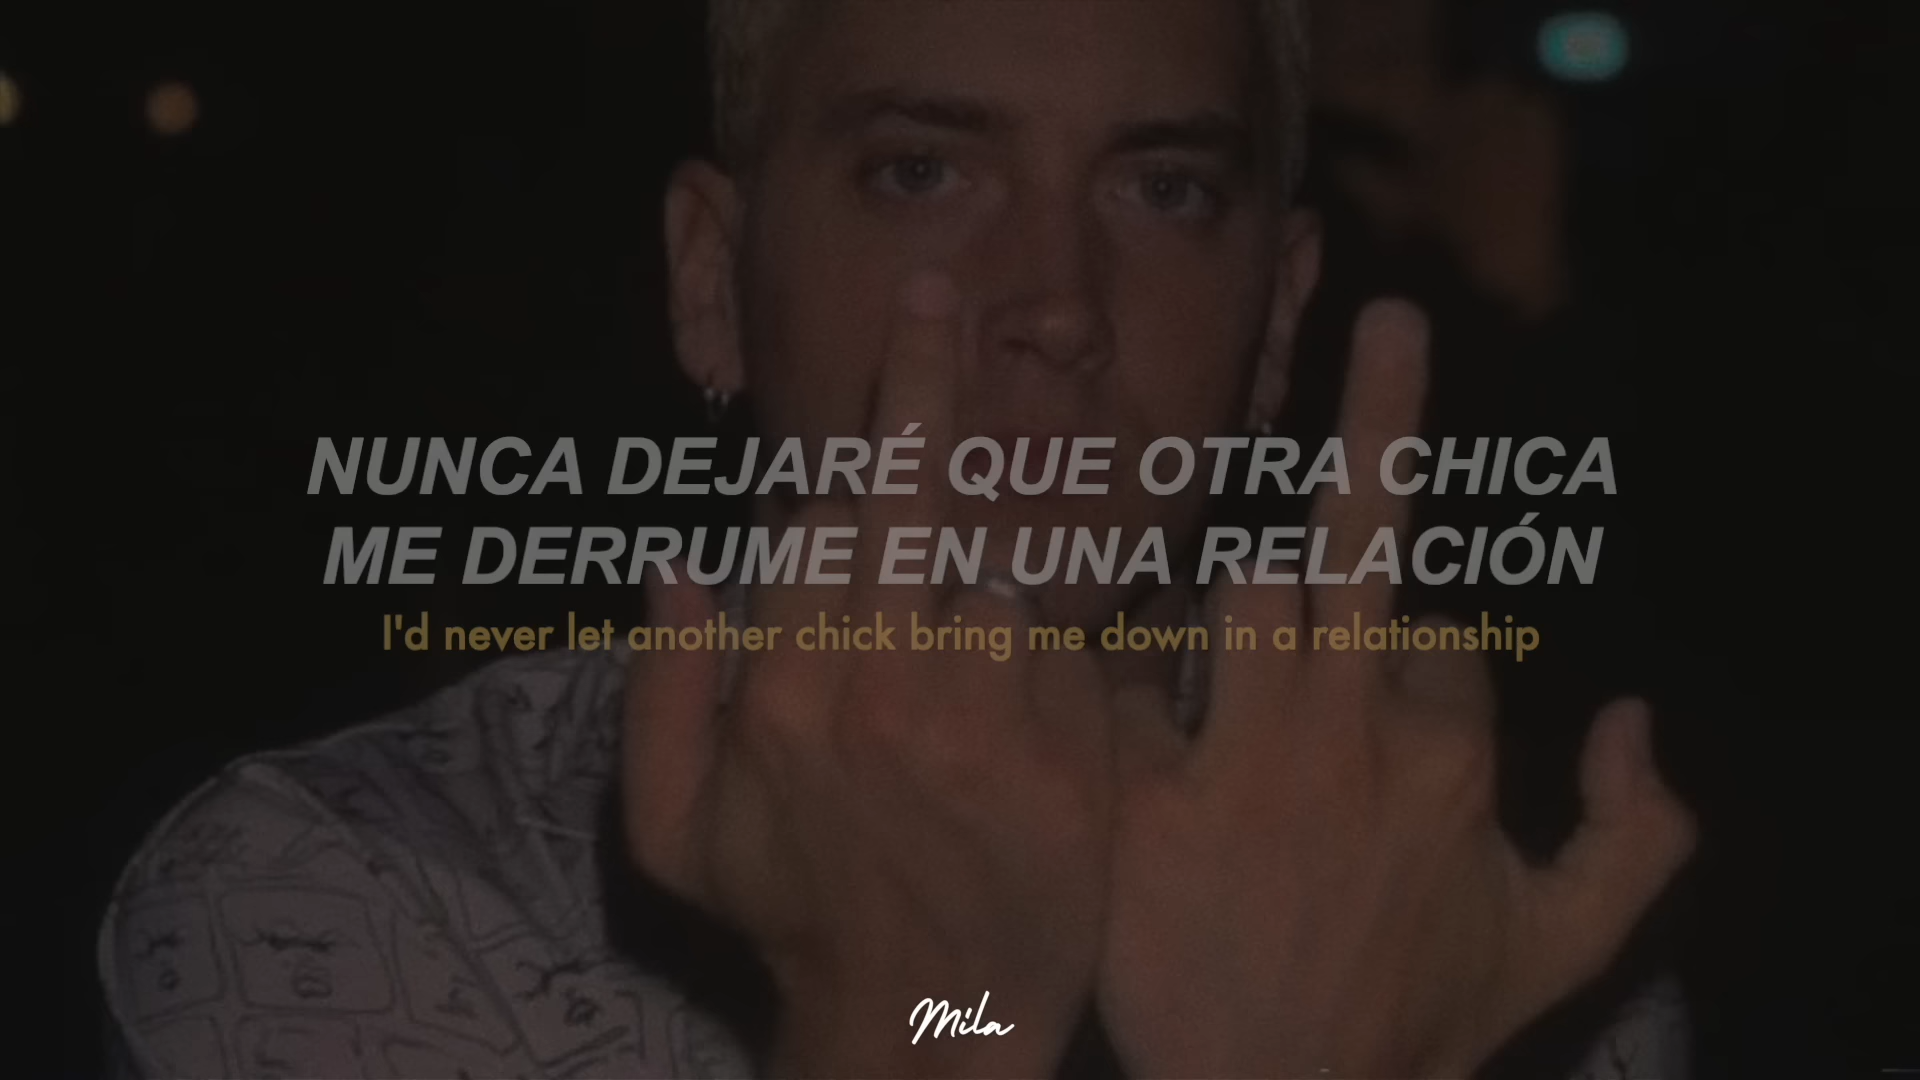 NUNCA DEJARÉ QUE OTRA CHICA
ME DERRUME EN UNA RELACIÓN
I'd never let another chick bring me down in a relationship
Mila